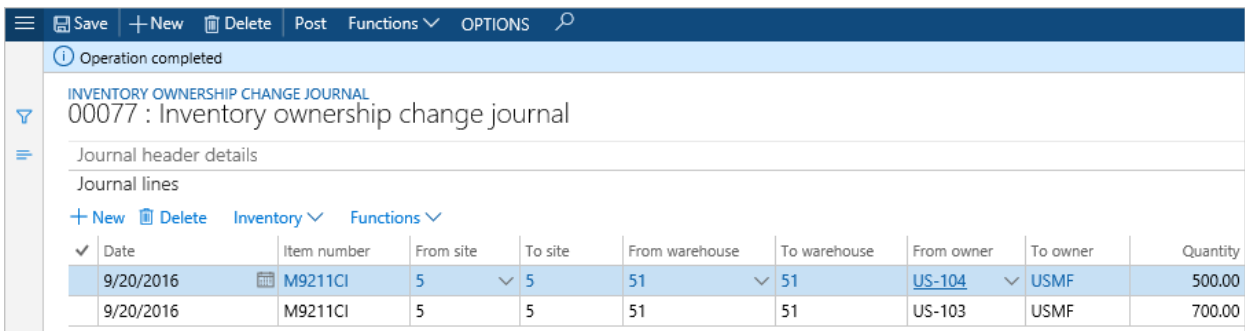 Save + New Delete Post Functions OPTIONS
Operation completed
INVENTORY OWNERSHIP CHANGE JOURNAL
00077 : Inventory ownership change journal
Journal header details
Journal lines
+ New Delete Inventory Functions
Date Item number From site To site From warehouse To warehouse From owner To owner Quantity
9/20/2016 M9211CI 5 5 51 51 US-104 USMF 500.00
9/20/2016 M9211CI 5 5 51 51 US-103 USMF 700.00